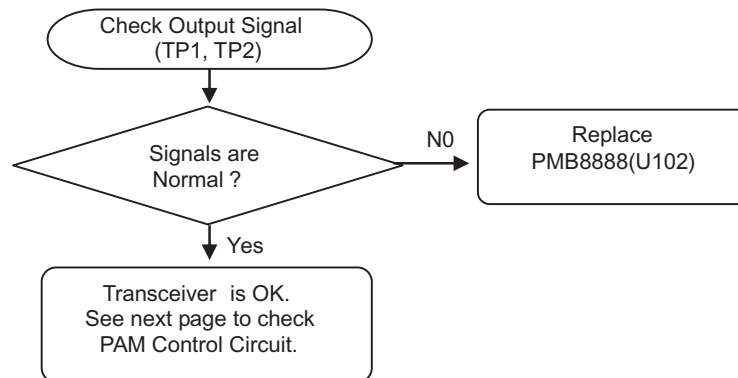 Check Output Signal
(TP1, TP2)
Signals are
Normal ?
N0
Replace
PMB8888(U102)
Yes
Transceiver is OK.
See next page to check
PAM Control Circuit.